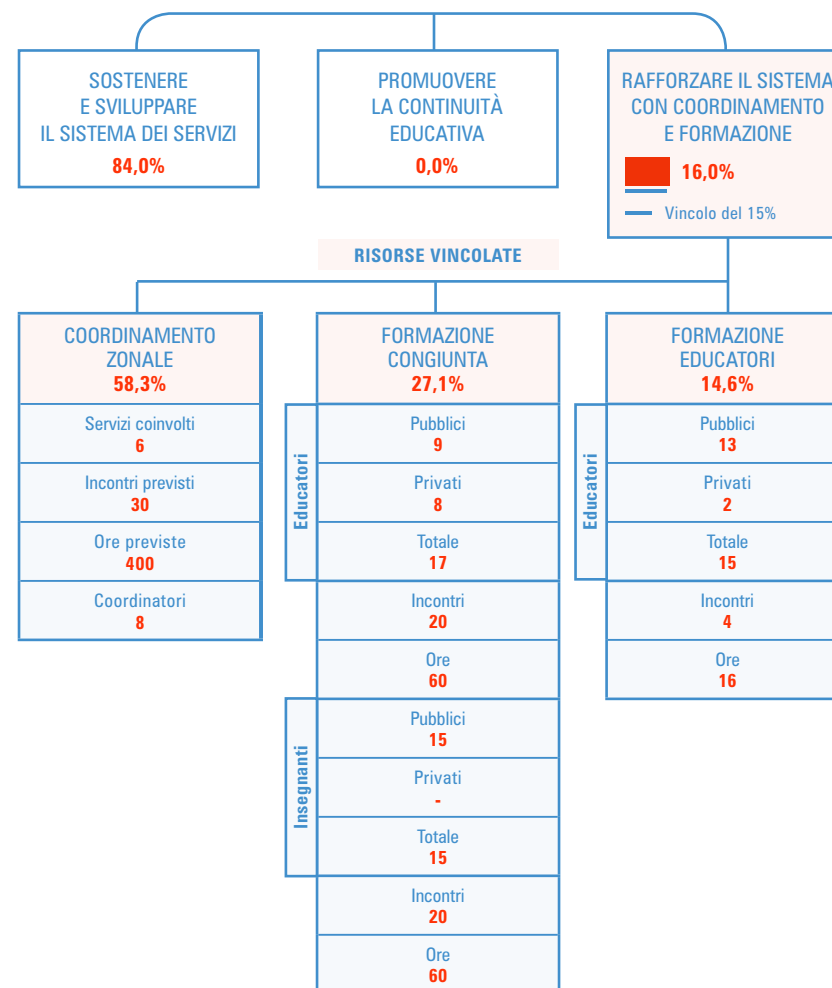 SOSTENERE
E SVILUPPARE
IL SISTEMA DEI SERVIZI
84,0%
PROMUOVERE
LA CONTINUITÀ
EDUCATIVA
0,0%
RAFFORZARE IL SISTEMA
CON COORDINAMENTO
E FORMAZIONE
16,0%
Vincolo del 15%
RISORSE VINCOLATE
COORDINAMENTO
ZONALE
58,3%
Servizi coinvolti
6
Incontri previsti
30
Ore previste
400
Coordinatori
8
FORMAZIONE
CONGIUNTA
27,1%
Educatori
Pubblici
9
Privati
8
Totale
17
Incontri
20
Ore
60
Insegnanti
Pubblici
15
Privati
-
Totale
15
Incontri
20
Ore
60
FORMAZIONE
EDUCATORI
14,6%
Educatori
Pubblici
13
Privati
2
Totale
15
Incontri
4
Ore
16